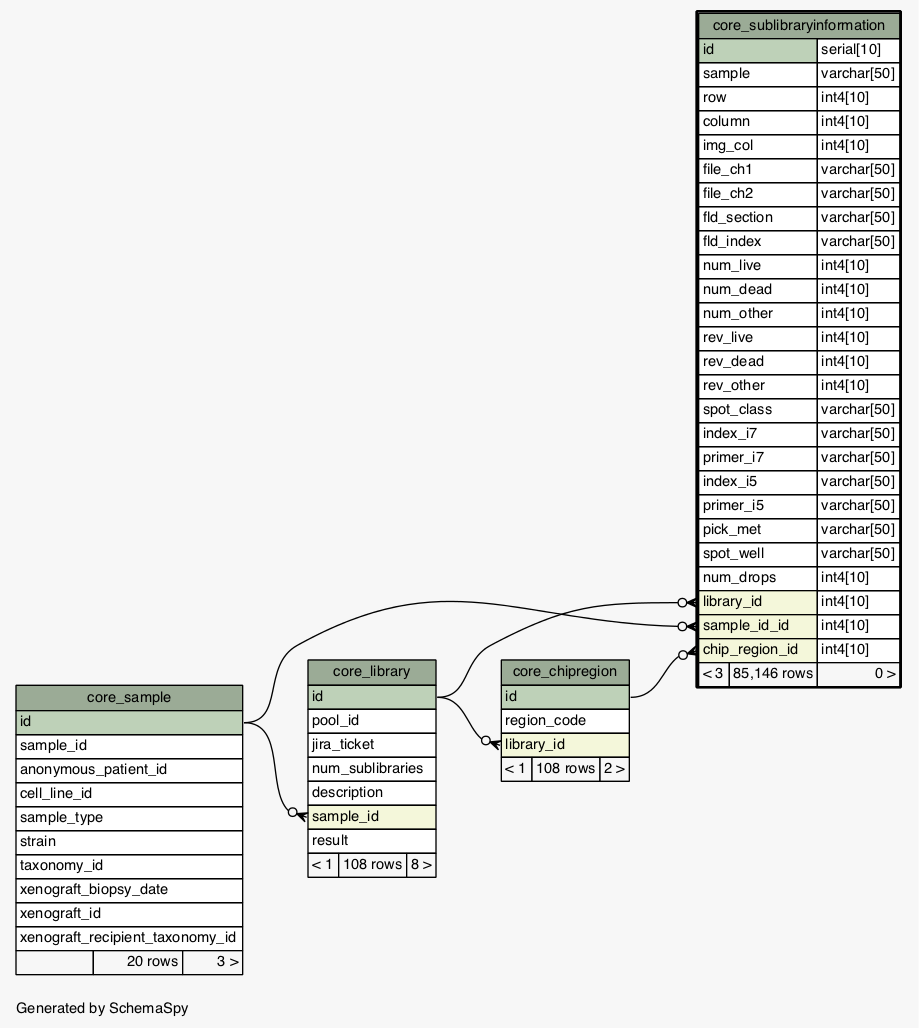 core_sublibraryinformation
id serial[10]
sample varchar[50]
row int4[10]
column int4[10]
img_col int4[10]
file_ch1 varchar[50]
file_ch2 varchar[50]
fld_section varchar[50]
fld_index varchar[50]
num_live int4[10]
num_dead int4[10]
num_other int4[10]
rev_live int4[10]
rev_dead int4[10]
rev_other int4[10]
spot_class varchar[50]
index_i7 varchar[50]
primer_i7 varchar[50]
index_i5 varchar[50]
primer_i5 varchar[50]
pick_met varchar[50]
spot_well varchar[50]
num_drops int4[10]
library_id int4[10]
sample_id_id int4[10]
chip_region_id int4[10]
< 3 85,146 rows 0 >
core_sample
id
sample_id
anonymous_patient_id
cell_line_id
sample_type
strain
taxonomy_id
xenograft_biopsy_date
xenograft_id
xenograft_recipient_taxonomy_id
20 rows 3 >
core_library
id
pool_id
jira_ticket
num_sublibraries
description
sample_id
result
< 1 108 rows 8 >
core_chipregion
id
region_code
library_id
< 1 108 rows 2 >
Generated by SchemaSpy